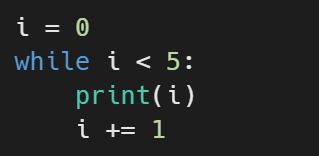 i = 0
while i < 5:
    print(i)
    i += 1